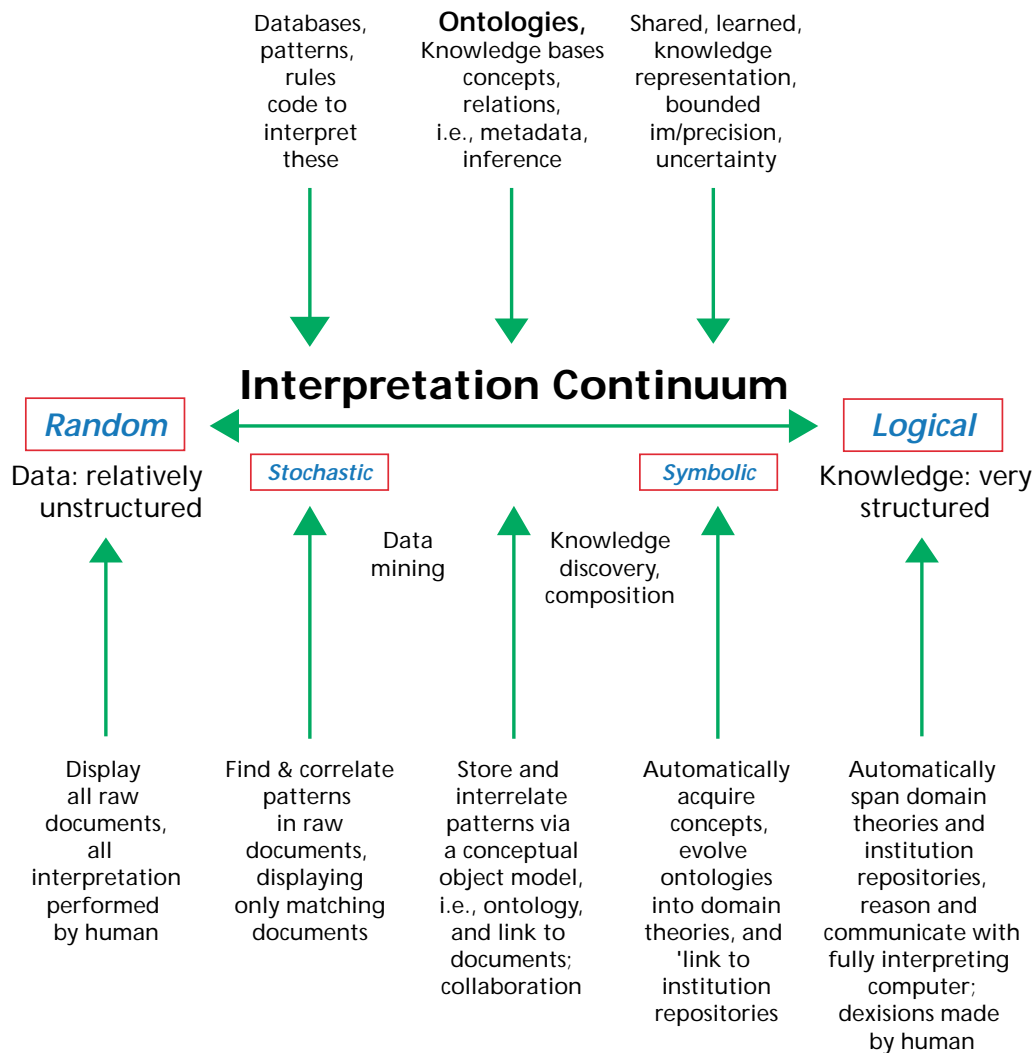 Databases,
patterns,
rules
code to
interpret
these
Ontologies,
Knowledge bases
concepts,
relations,
i.e., metadata,
inference
Shared, learned,
knowledge
representation,
bounded
im/precision,
uncertainty
Interpretation Continuum
Random
Logical
Data: relatively
unstructured
Stochastic
Symbolic
Knowledge: very
structured
Data
mining
Knowledge
discovery,
composition
Display
all raw
documents,
all
interpretation
performed
by human
Find & correlate
patterns
in raw
documents,
displaying
only matching
documents
Store and
interrelate
patterns via
a conceptual
object model,
i.e., ontology,
and link to
documents;
collaboration
Automatically
acquire
concepts,
evolve
ontologies
into domain
theories, and
'link to
institution
repositories
Automatically
span domain
theories and
institution
repositories,
reason and
communicate with
fully interpreting
computer;
dexisions made
by human